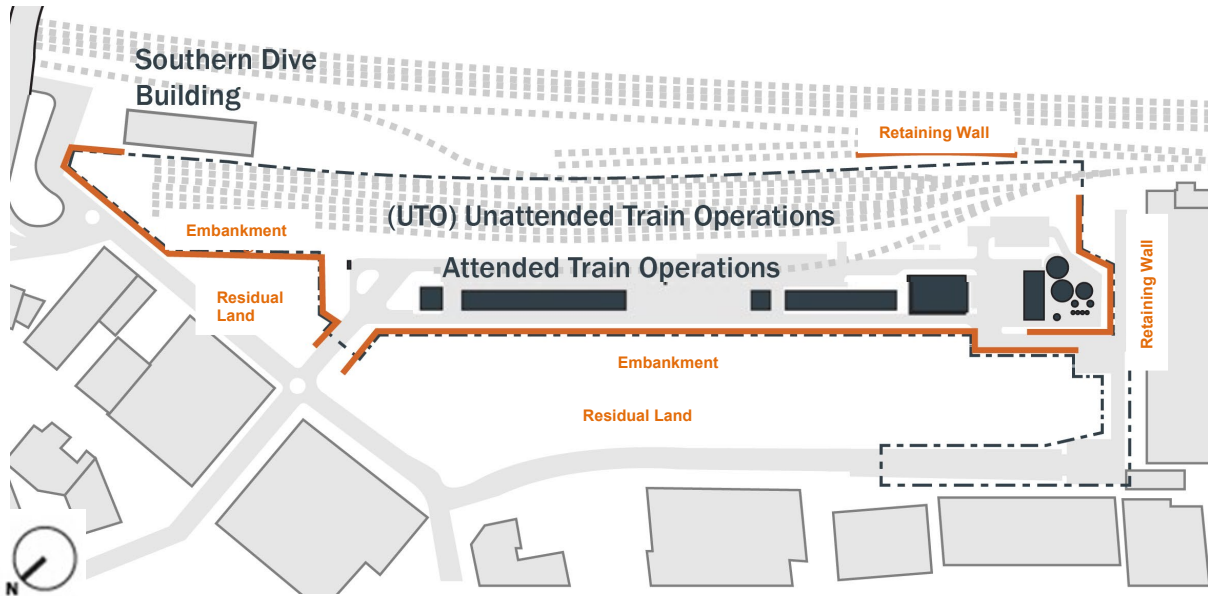 Southern Dive
Building
Retaining Wall
(UTO) Unattended Train Operations
Embankment
Attended Train Operations
Residual
Land
Retaining Wall
Embankment
Residual Land
N